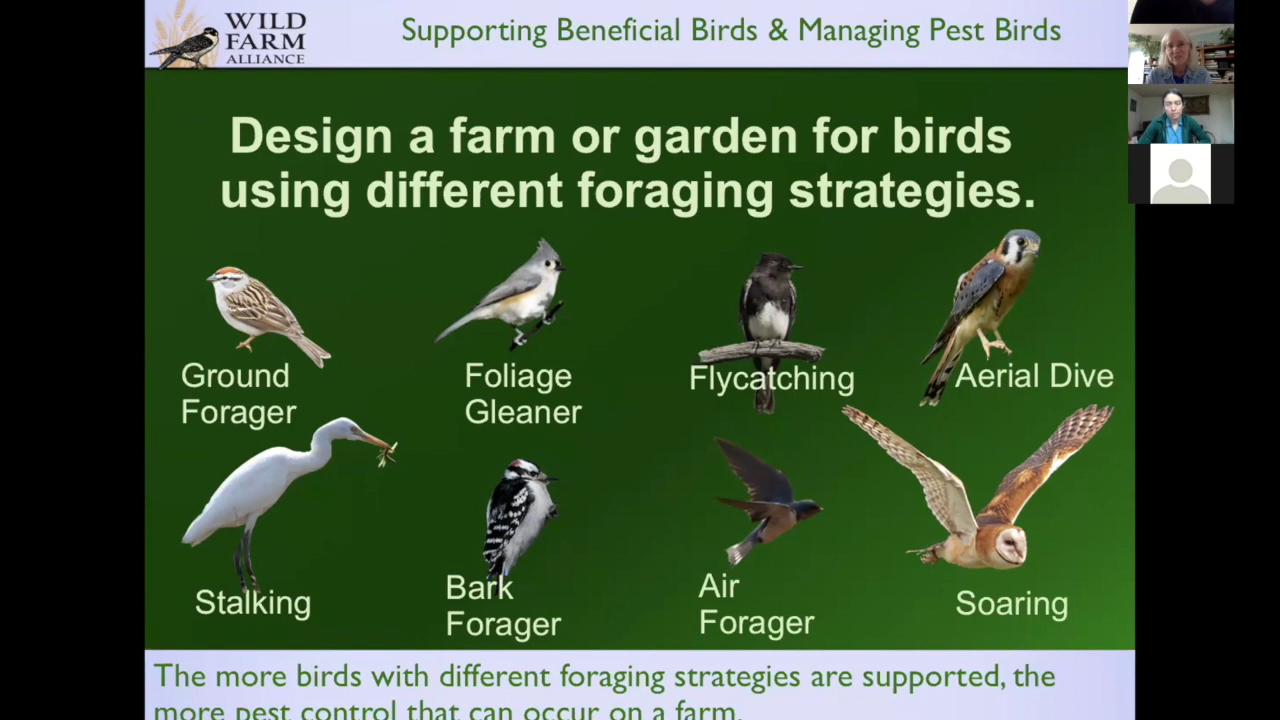 WILD
FARM
ALLIANCE
Supporting Beneficial Birds & Managing Pest Birds
Design a farm or garden for birds
using different foraging strategies.
Ground
Forager
Foliage
Gleaner
Flycatching
Aerial Dive
Stalking
Bark
Forager
Air
Forager
Soaring
The more birds with different foraging strategies are supported, the
more pest control that can occur on a farm.